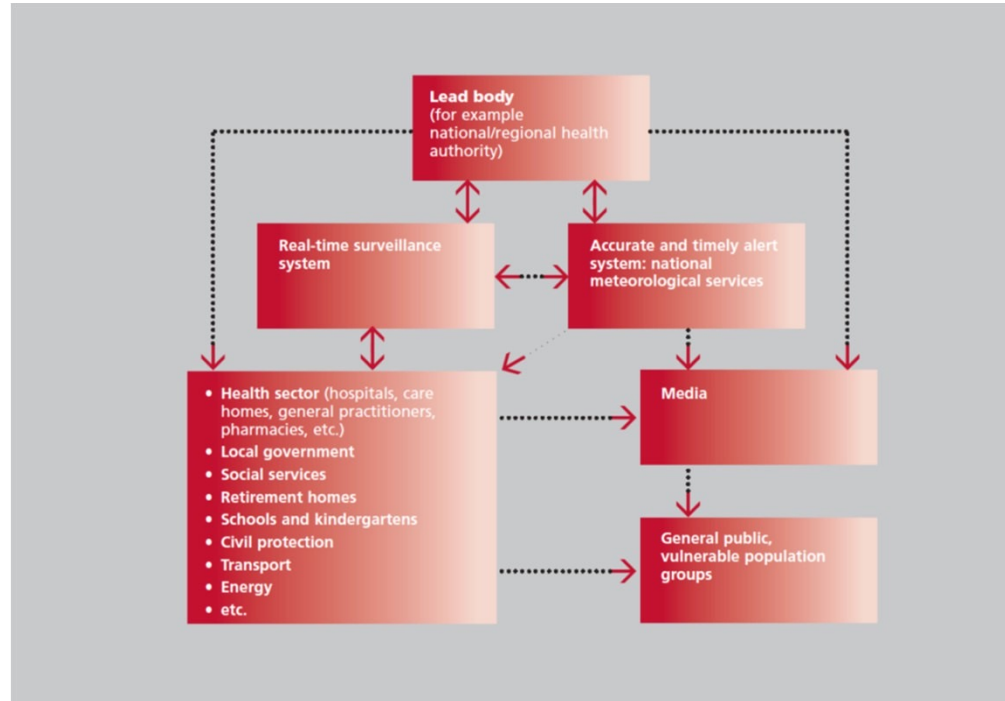 Lead body
(for example
national/regional health
authority)
Real-time surveillance
system
Accurate and timely alert
system: national
meteorological services
• Health sector (hospitals, care
homes, general practitioners,
pharmacies, etc.)
• Local government
• Social services
• Retirement homes
• Schools and kindergartens
• Civil protection
• Transport
• Energy
• etc.
Media
General public,
vulnerable population
groups